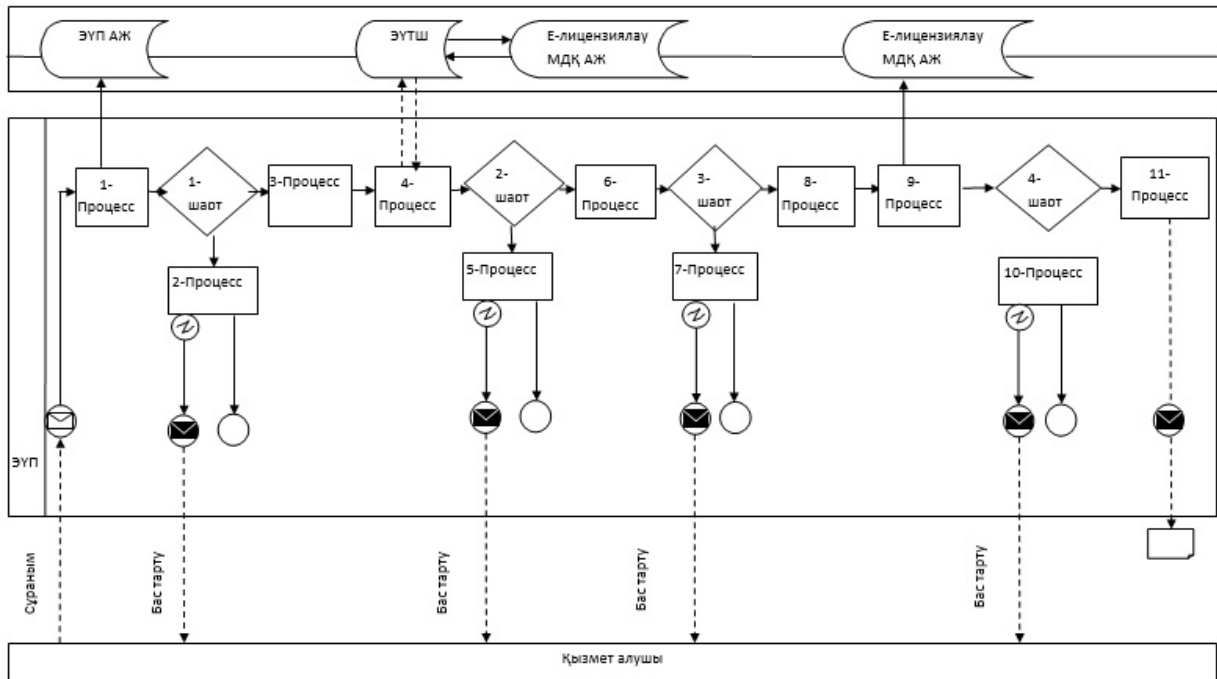 ЭҮП АЖ
ЭҮТШ
Е-лицензиялау
МДҚ АЖ
Е-лицензиялау
МДҚ АЖ
1-
Процесс
1-
шарт
3-Процесс
4-
Процесс
2-
шарт
6-
Процесс
3-
шарт
8-
Процесс
9-
Процесс
4-
шарт
11-
Процесс
2-Процесс
5-Процесс
7-Процесс
10-Процесс
ЭҮП
Сұраным
Бас тарту
Бас тарту
Бас тарту
Бас тарту
Қызмет алушы